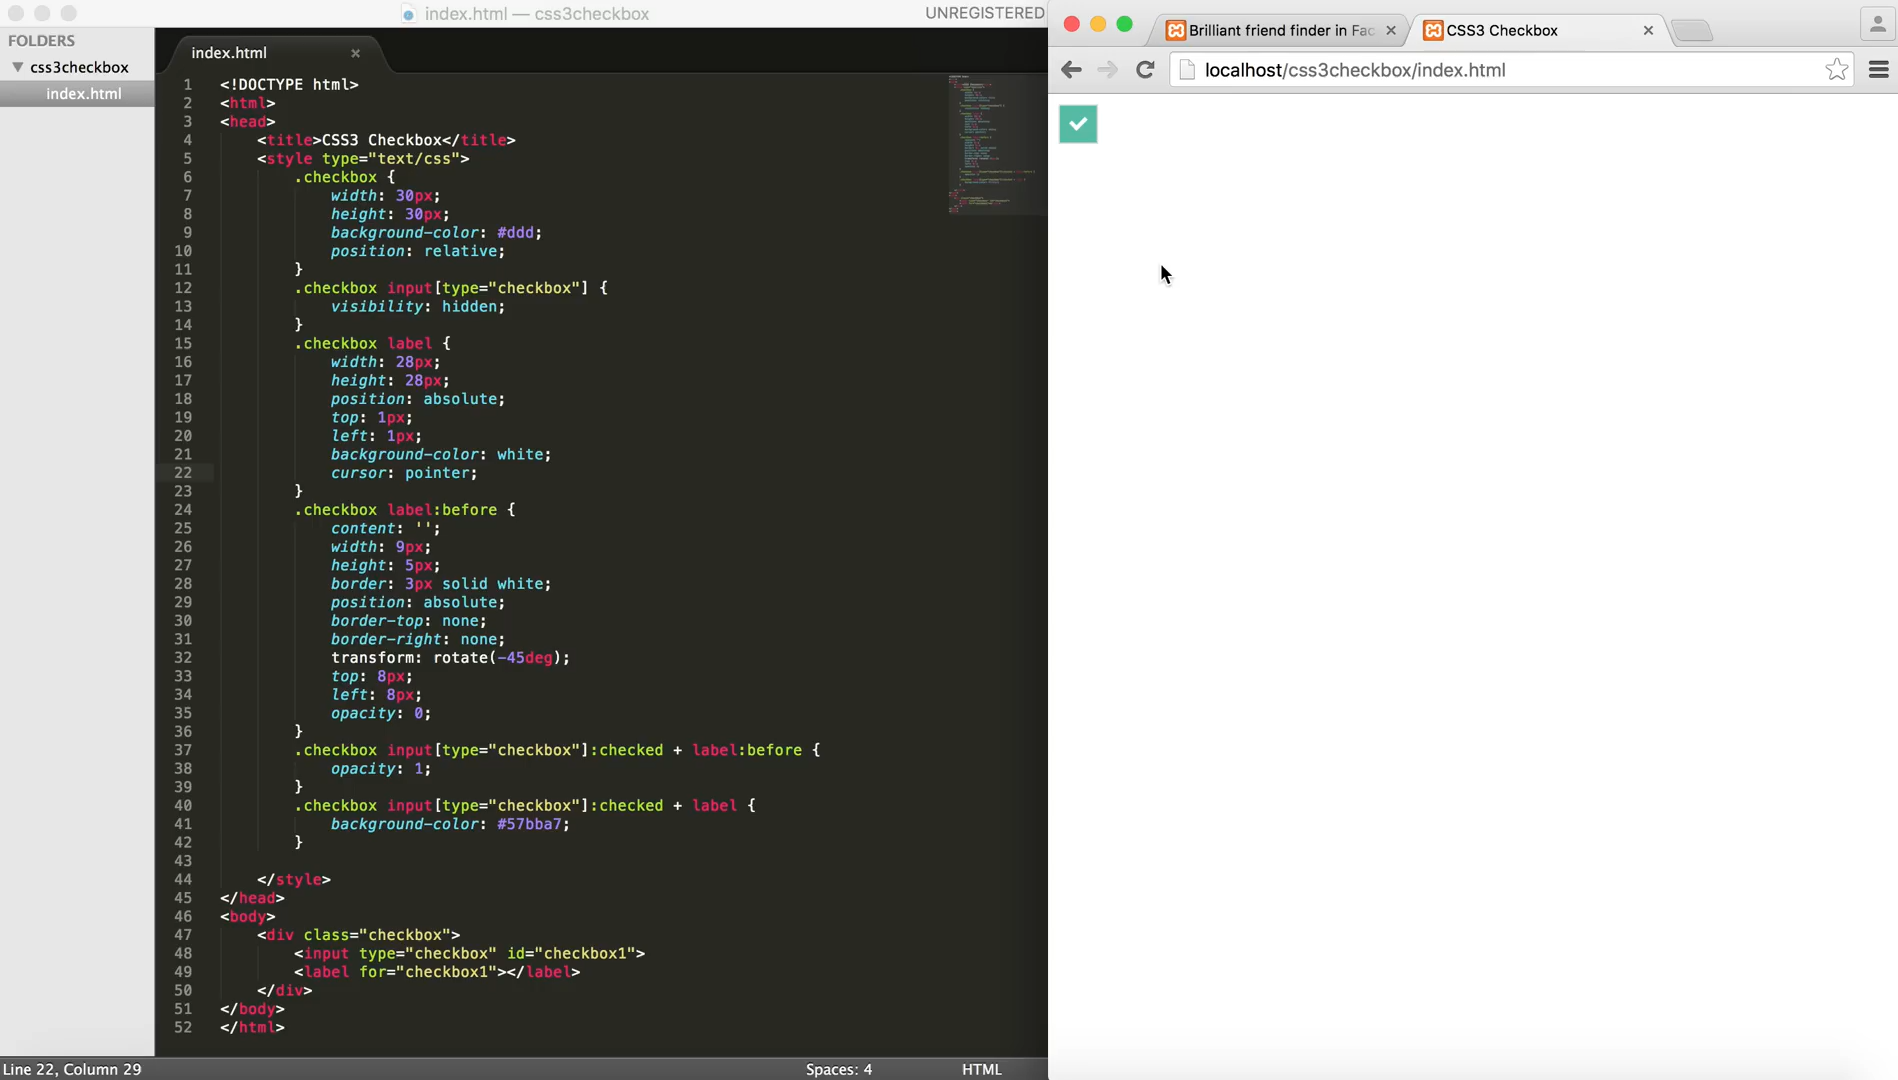 index.html — css3checkbox
UNREGISTERED
FOLDERS
css3checkbox
index.html
index.html
1 <!DOCTYPE html>
2 <html>
3 <head>
4     <title>CSS3 Checkbox</title>
5     <style type="text/css">
6         .checkbox {
7             width: 30px;
8             height: 30px;
9             background-color: #ddd;
10             position: relative;
11         }
12         .checkbox input[type="checkbox"] {
13             visibility: hidden;
14         }
15         .checkbox label {
16             width: 28px;
17             height: 28px;
18             position: absolute;
19             top: 1px;
20             left: 1px;
21             background-color: white;
22             cursor: pointer;
23         }
24         .checkbox label:before {
25             content: '';
26             width: 9px;
27             height: 5px;
28             border: 3px solid white;
29             position: absolute;
30             border-top: none;
31             border-right: none;
32             transform: rotate(-45deg);
33             top: 8px;
34             left: 8px;
35             opacity: 0;
36         }
37         .checkbox input[type="checkbox"]:checked + label:before {
38             opacity: 1;
39         }
40         .checkbox input[type="checkbox"]:checked + label {
41             background-color: #57bba7;
42         }
43
44     </style>
45 </head>
46 <body>
47     <div class="checkbox">
48         <input type="checkbox" id="checkbox1">
49         <label for="checkbox1"></label>
50     </div>
51 </body>
52 </html>
Line 22, Column 29
Spaces: 4
HTML
Brilliant friend finder in Fac
CSS3 Checkbox
localhost/css3checkbox/index.html